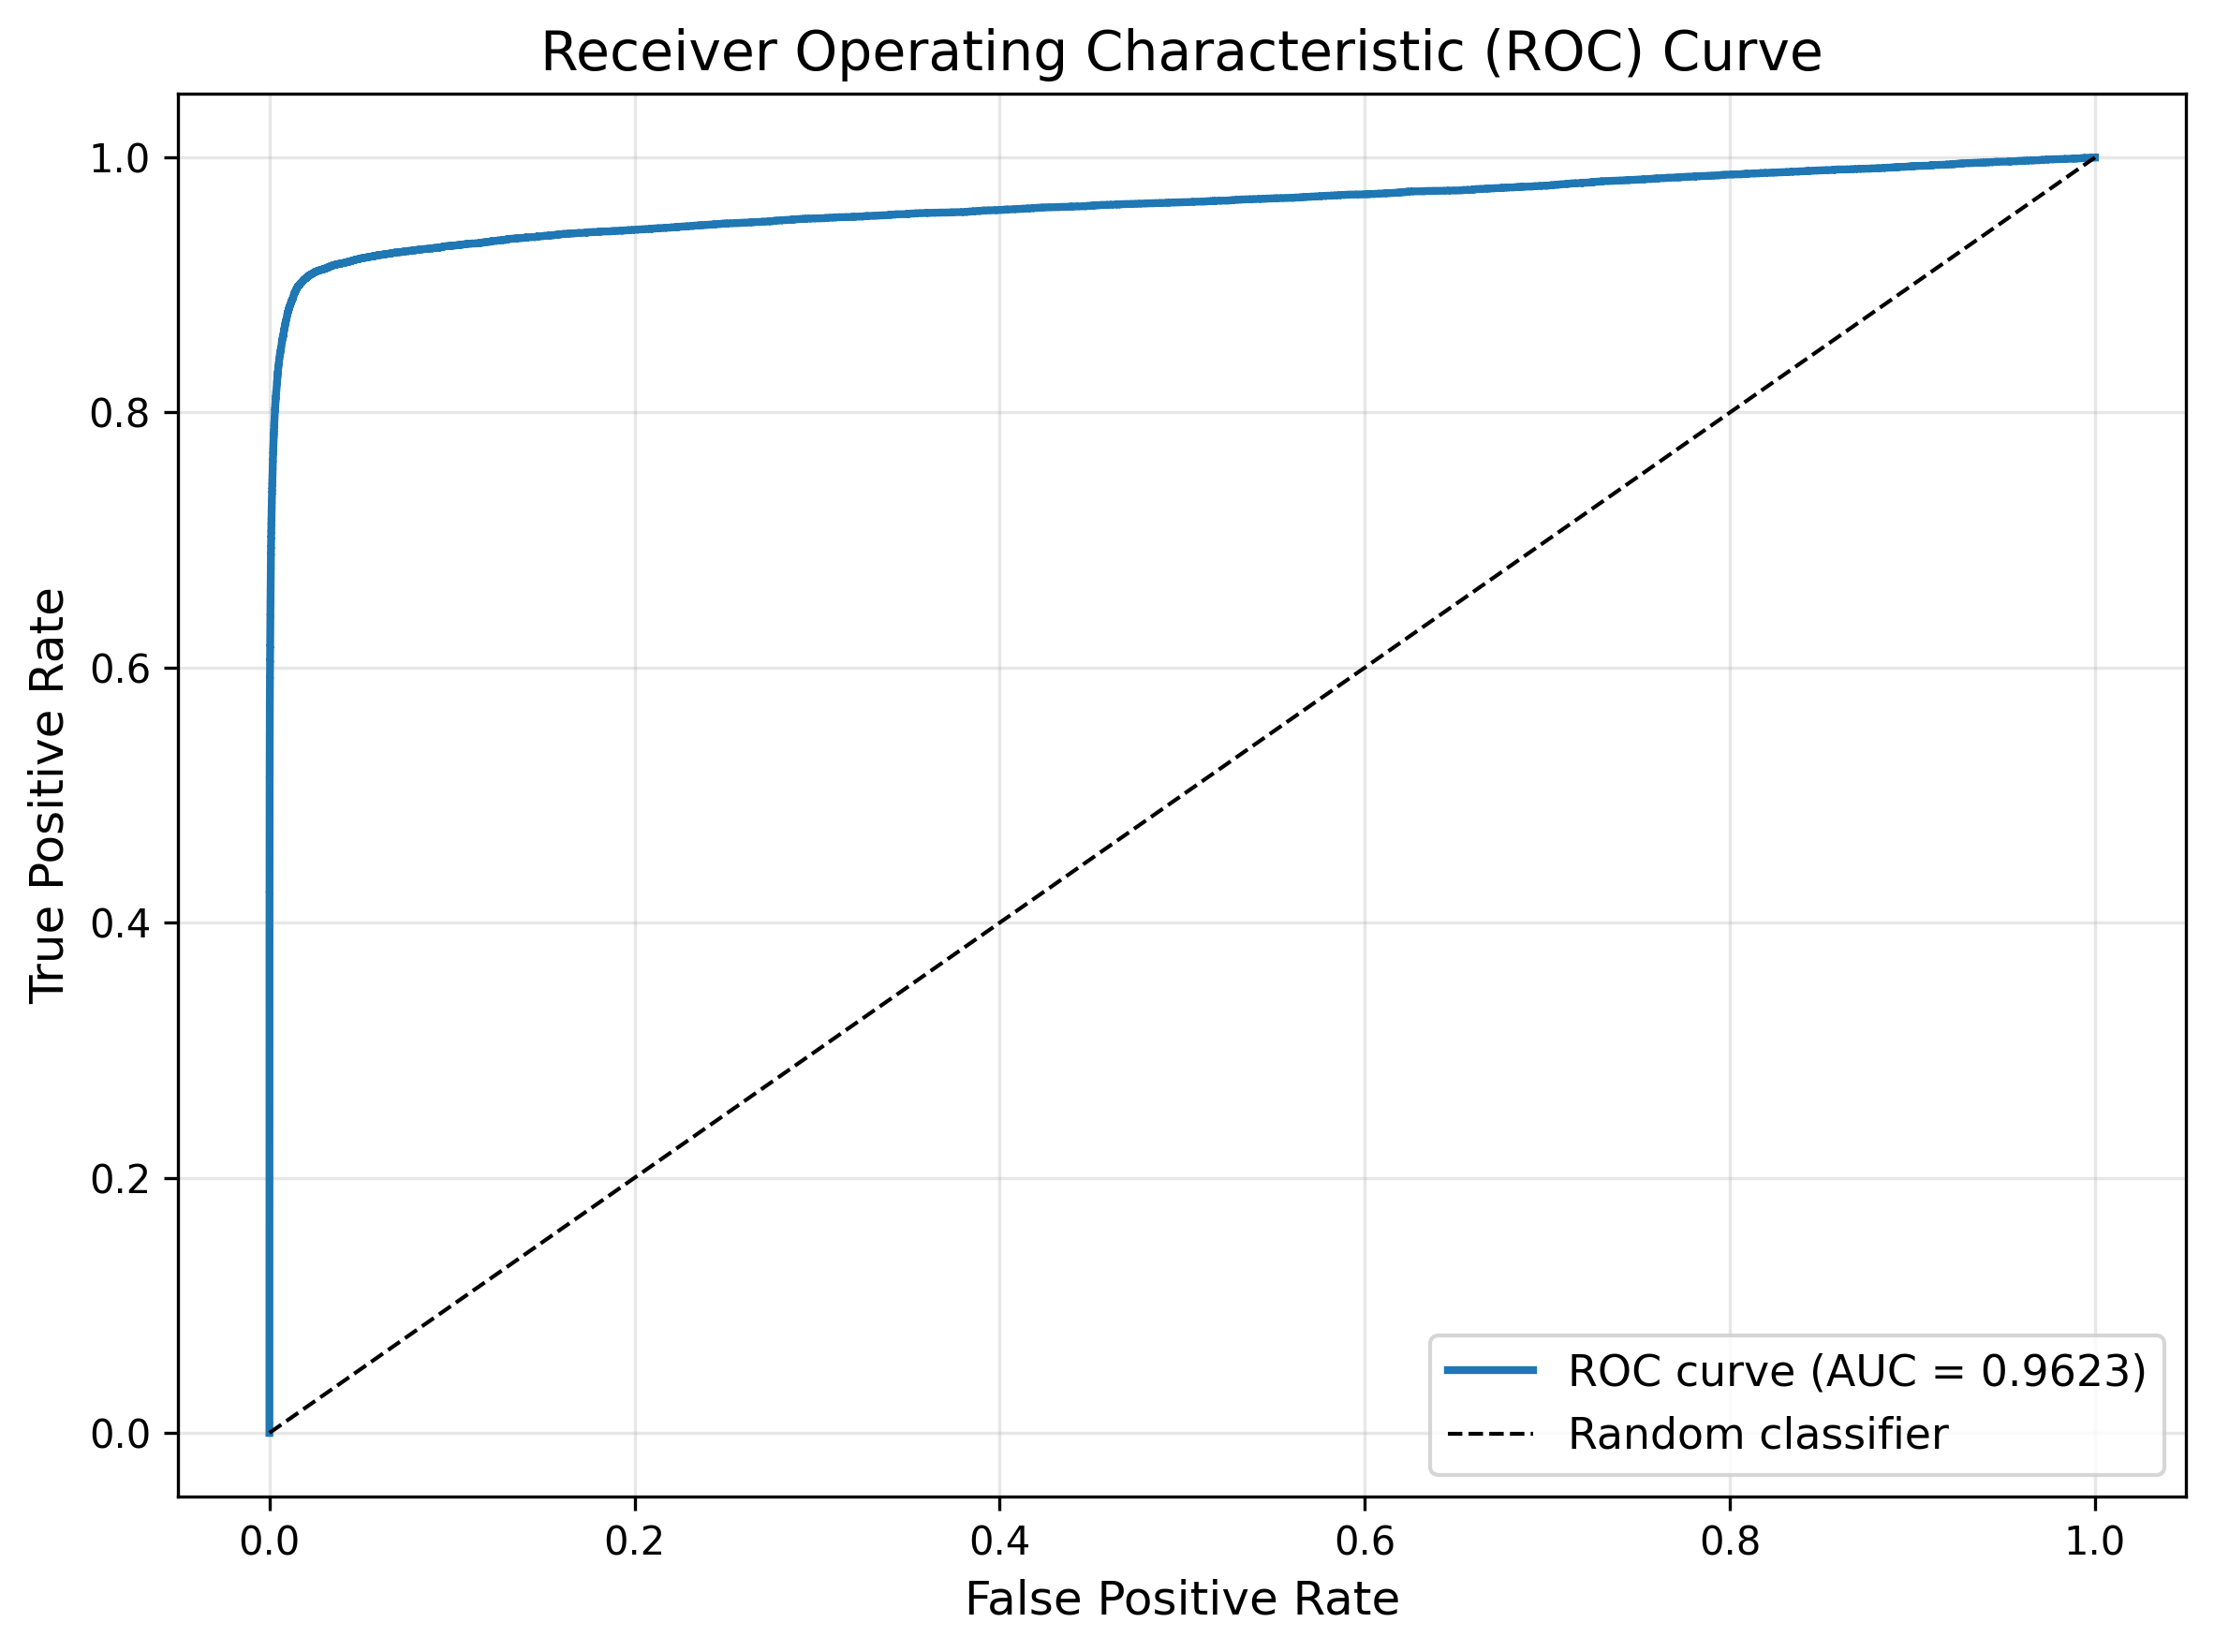 Receiver Operating Characteristic (ROC) Curve
1.0
0.8
0.6
0.4
0.2
0.0
True Positive Rate
ROC curve (AUC = 0.9623)
Random classifier
0.0 0.2 0.4 0.6 0.8 1.0
False Positive Rate